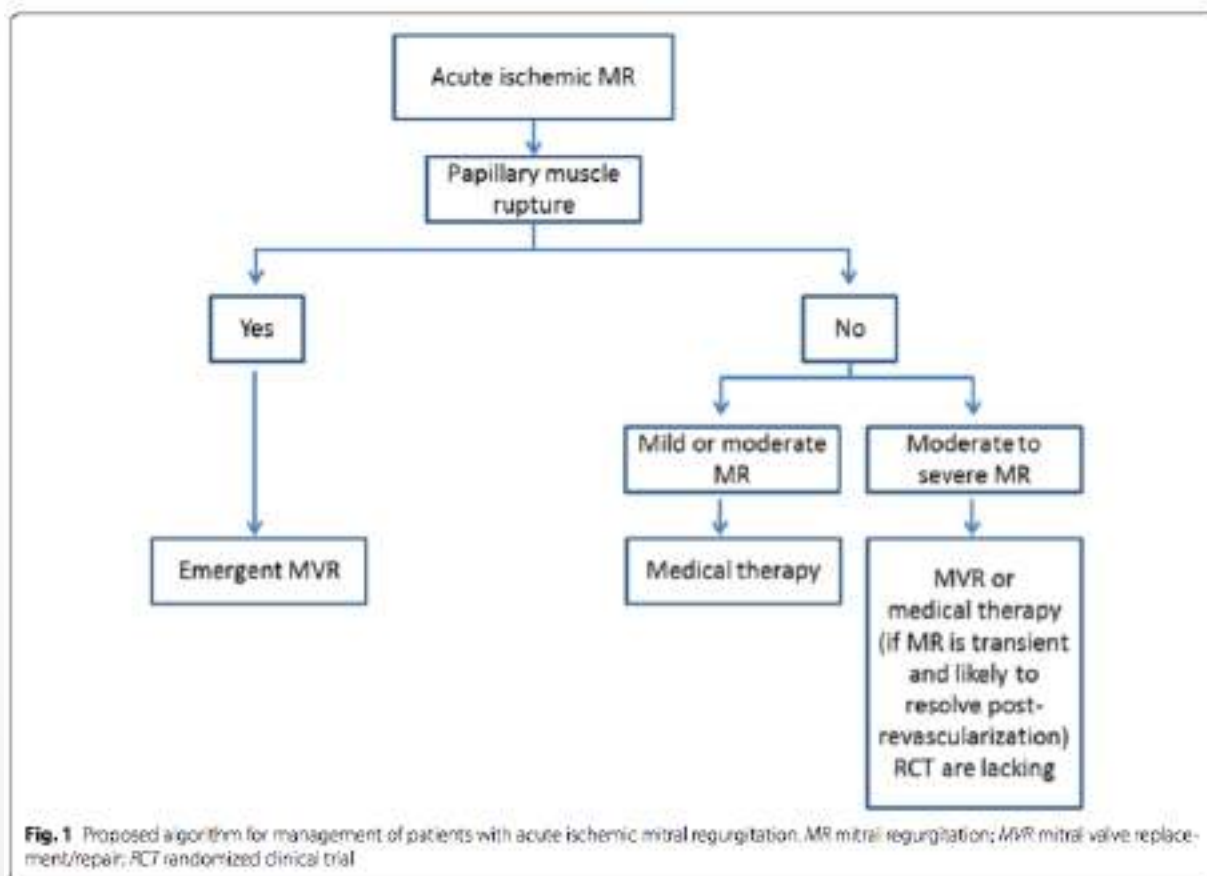 Acute ischemic MR
Papillary muscle
rupture
Yes
No
Mild or moderate
MR
Moderate to
severe MR
Emergent MVR
Medical therapy
MVR or
medical therapy
(if MR is transient
and likely to
resolve post-
revascularization)
RCT are lacking
Fig. 1 Proposed algorithm for management of patients with acute ischemic mitral regurgitation. MR mitral regurgitation; MVR mitral valve replace-
ment/repair; RCT randomized clinical trial